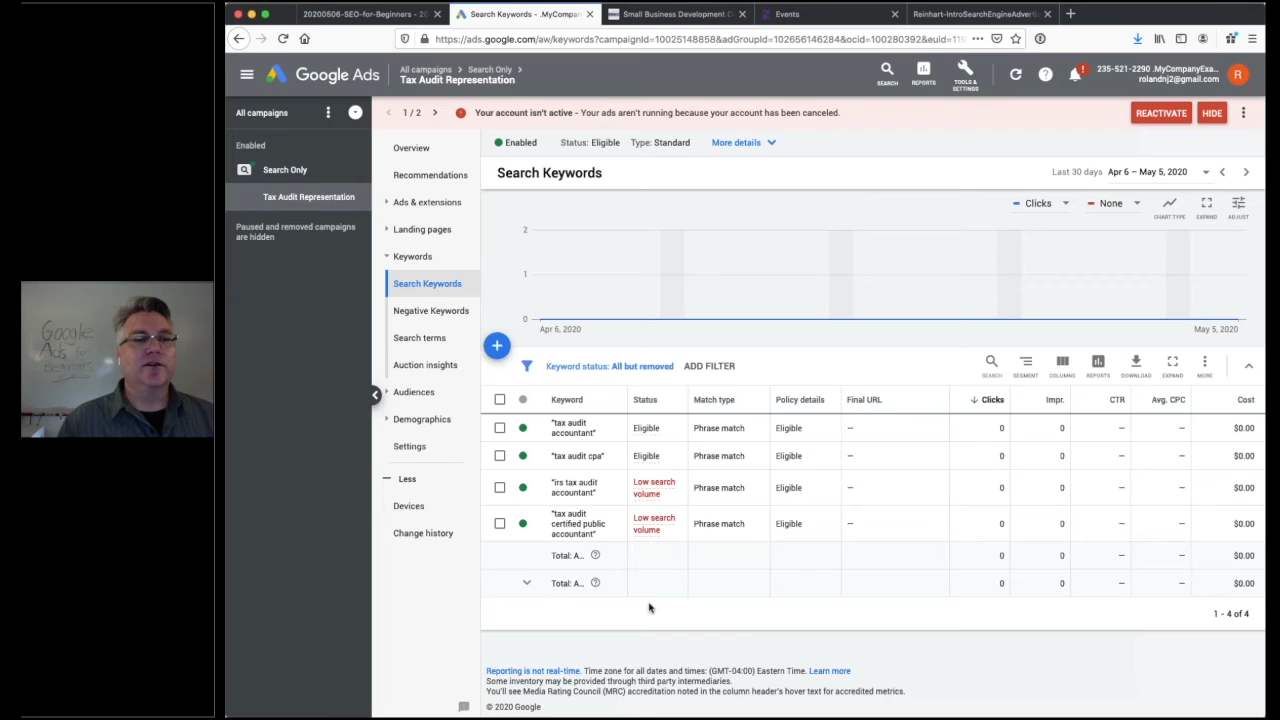 20200506-SEO-for-Beginners - 20
Search Keywords - .MyCompan
Small Business Development C
Events
Reinhart-IntroSearchEngineAdverti
https://ads.google.com/aw/keywords?campaignId=10025148858&adGroupId=102656146284&ocid=100280392&euid=119
Google Ads
All campaigns > Search Only >
Tax Audit Representation
SEARCH
REPORTS
TOOLS &
SETTINGS
235-521-2290 .MyCompanyExa...
rolandnj2@gmail.com
R
All campaigns
1 / 2
Your account isn't active - Your ads aren't running because your account has been canceled.
REACTIVATE
HIDE
Enabled
Search Only
Tax Audit Representation
Paused and removed campaigns
are hidden
Overview
Recommendations
Ads & extensions
Landing pages
Keywords
Search Keywords
Negative Keywords
Search terms
Auction insights
Audiences
Demographics
Settings
Less
Devices
Change history
Enabled Status: Eligible Type: Standard More details
Search Keywords
Last 30 days Apr 6 – May 5, 2020
Clicks
None
CHART TYPE
EXPAND
ADJUST
2
1
0
Apr 6, 2020
May 5, 2020
Keyword status: All but removed ADD FILTER
SEARCH
SEGMENT
COLUMNS
REPORTS
DOWNLOAD
EXPAND
MORE
Keyword Status Match type Policy details Final URL Clicks Impr. CTR Avg. CPC Cost
"tax audit
accountant" Eligible Phrase match Eligible — 0 0 — — $0.00
"tax audit cpa" Eligible Phrase match Eligible — 0 0 — — $0.00
"irs tax audit
accountant" Low search
volume Phrase match Eligible — 0 0 — — $0.00
"tax audit
certified public
accountant" Low search
volume Phrase match Eligible — 0 0 — — $0.00
Total: A... 0 0 — — $0.00
Total: A... 0 0 — — $0.00
1 - 4 of 4
Reporting is not real-time. Time zone for all dates and times: (GMT-04:00) Eastern Time. Learn more
Some inventory may be provided through third party intermediaries.
You'll see Media Rating Council (MRC) accreditation noted in the column header's hover text for accredited metrics.
© 2020 Google
Google
Ads for
Beginners